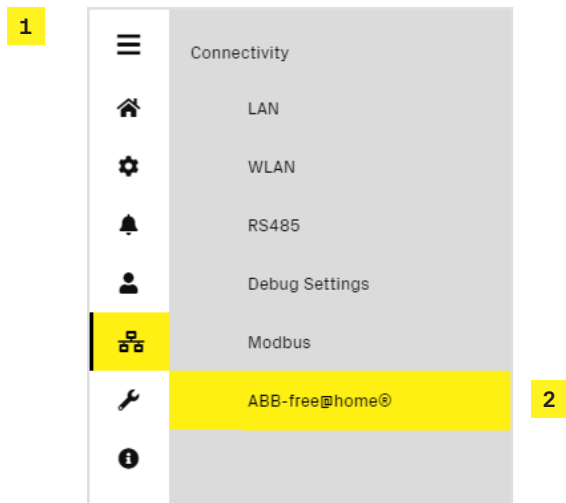 1
Connectivity
LAN
WLAN
RS485
Debug Settings
Modbus
ABB-free@home®
2